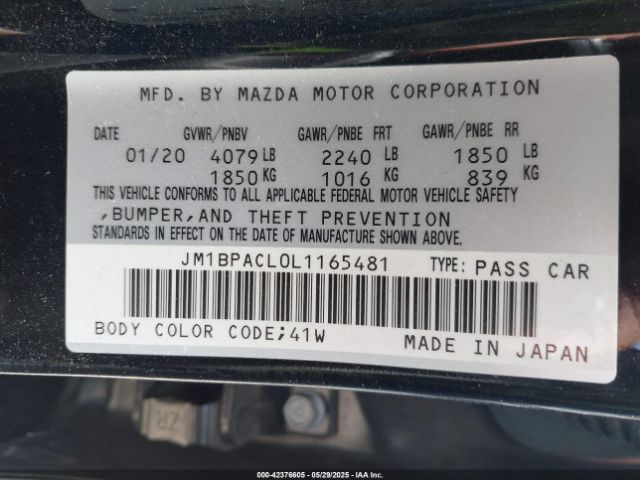 MFD. BY MAZDA MOTOR CORPORATION
DATE GVWR/PNBV GAWR/PNBE FRT GAWR/PNBE RR
01/20 4079 LB 2240 LB 1850 LB
1850 KG 1016 KG 839 KG
THIS VEHICLE CONFORMS TO ALL APPLICABLE FEDERAL MOTOR VEHICLE SAFETY
,BUMPER,AND THEFT PREVENTION
STANDARDS IN EFFECT ON THE DATE OF MANUFACTURE SHOWN ABOVE.
JM1BPACL0L1165481 TYPE: PASS CAR
BODY COLOR CODE;41W MADE IN JAPAN
ZR
000-42376605 - 05/29/2025 - IAA Inc.